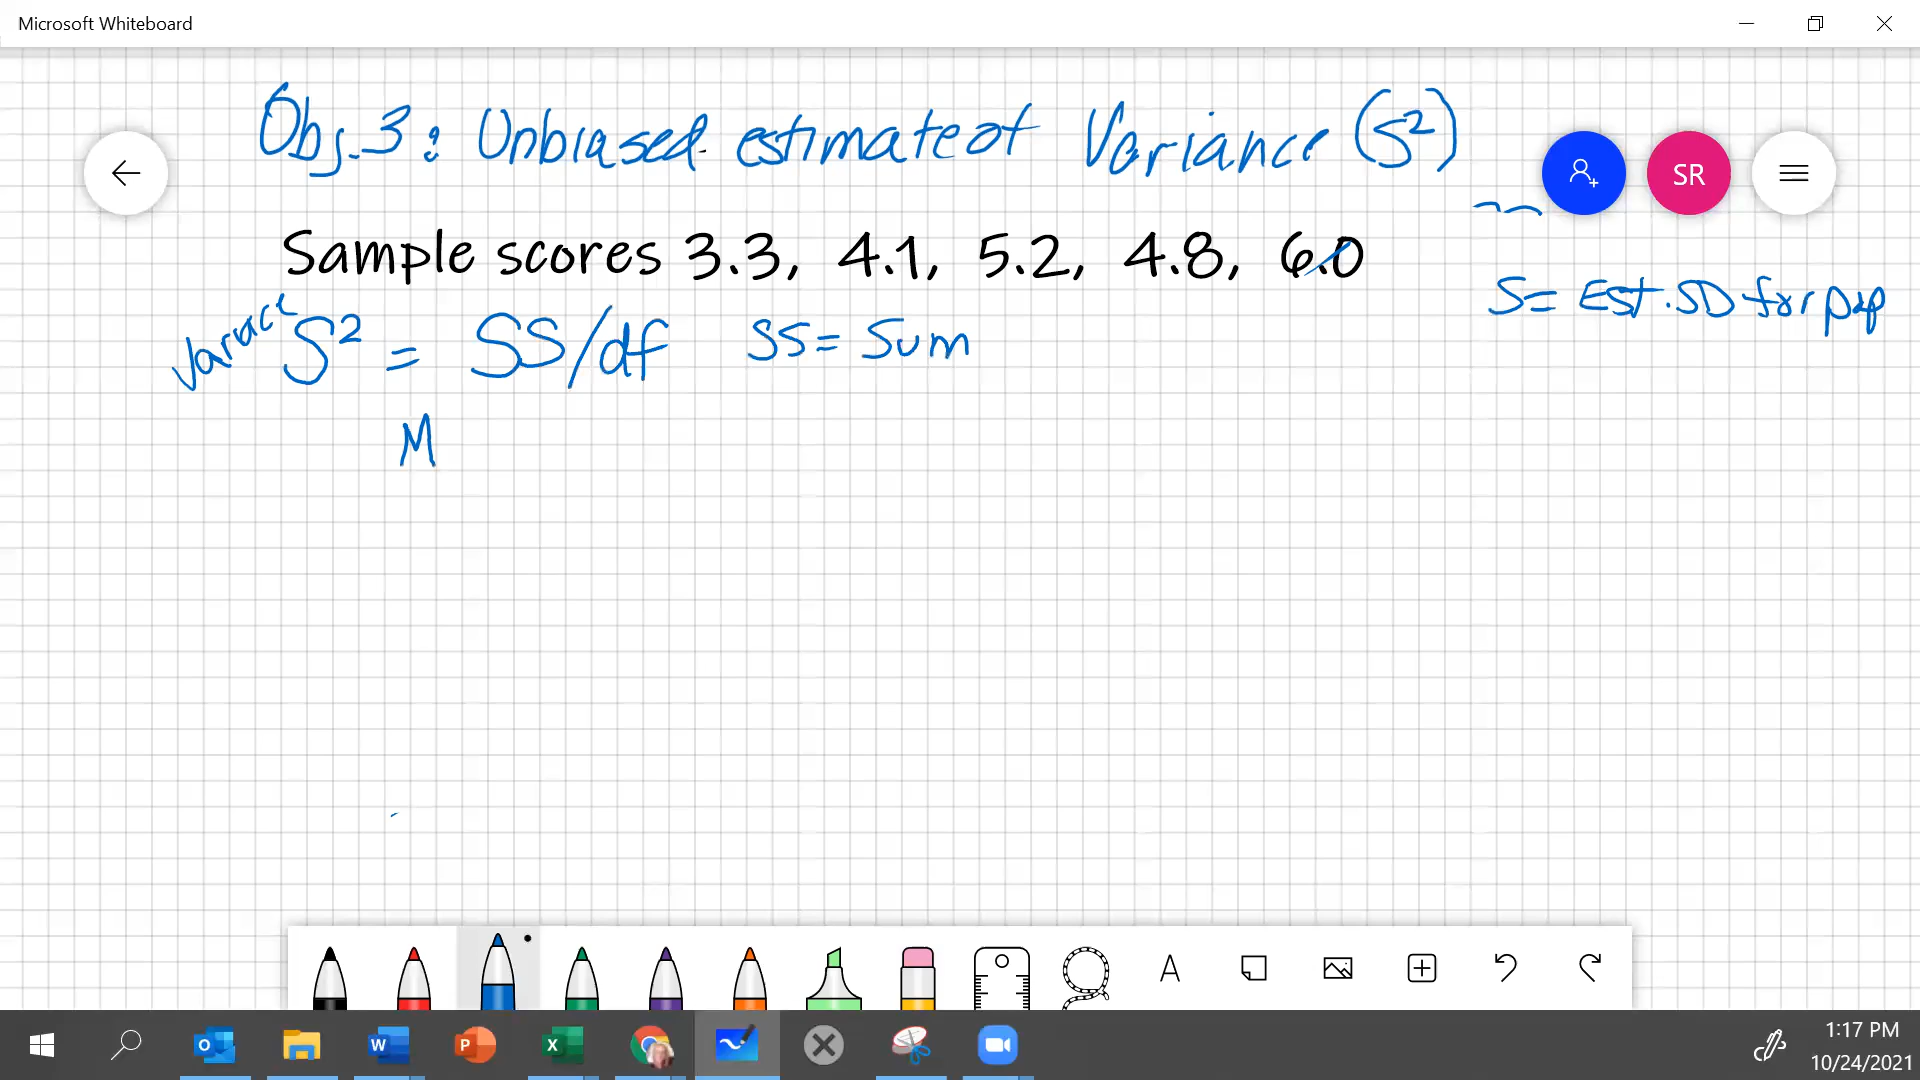 Microsoft Whiteboard
Obj. 3: Unbiased estimate of Variance (S²)
SR
Sample scores 3.3, 4.1, 5.2, 4.8, 6.0
S = Est. SD for pop
S² = SS/df SS = Sum
M
1:17 PM
10/24/2021